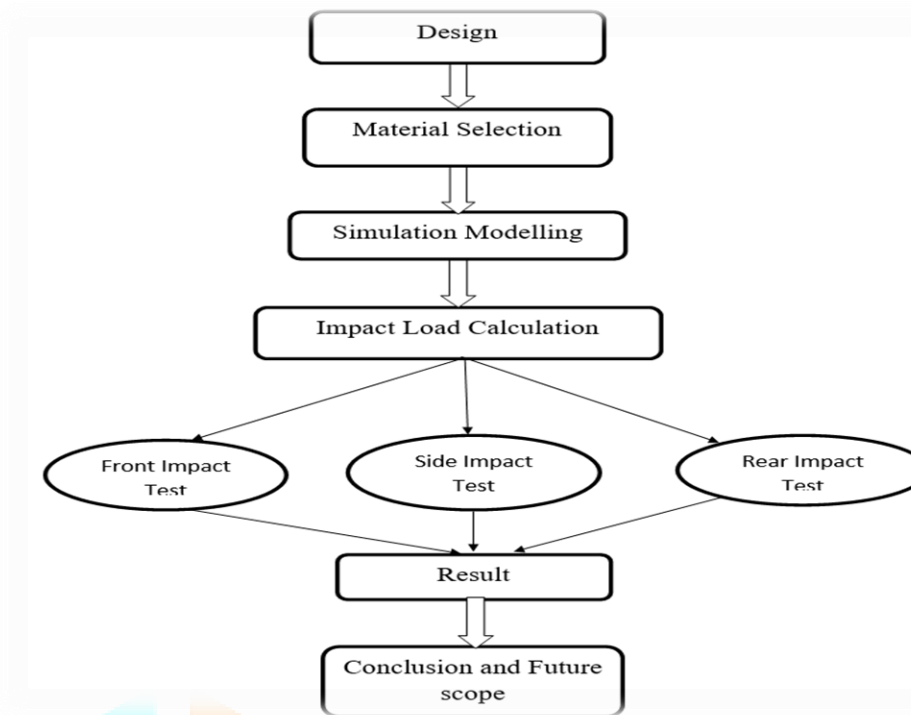 Design
Material Selection
Simulation Modelling
Impact Load Calculation
Front Impact
Test
Side Impact
Test
Rear Impact
Test
Result
Conclusion and Future
scope